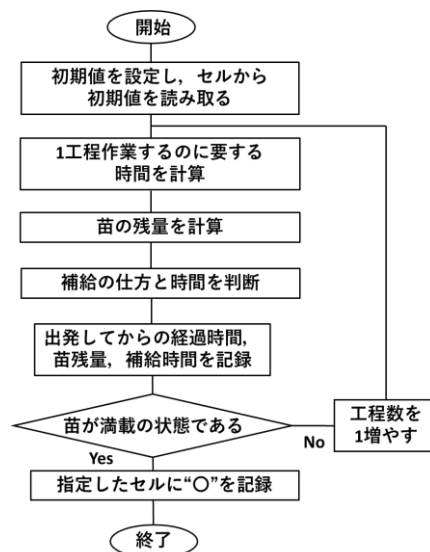 開始
初期値を設定し，セルから
初期値を読み取る
1工程作業するのに要する
時間を計算
苗の残量を計算
補給の仕方と時間を判断
出発してからの経過時間，
苗残量，補給時間を記録
苗が満載の状態である
No
工程数を
1増やす
Yes
指定したセルに“〇”を記録
終了